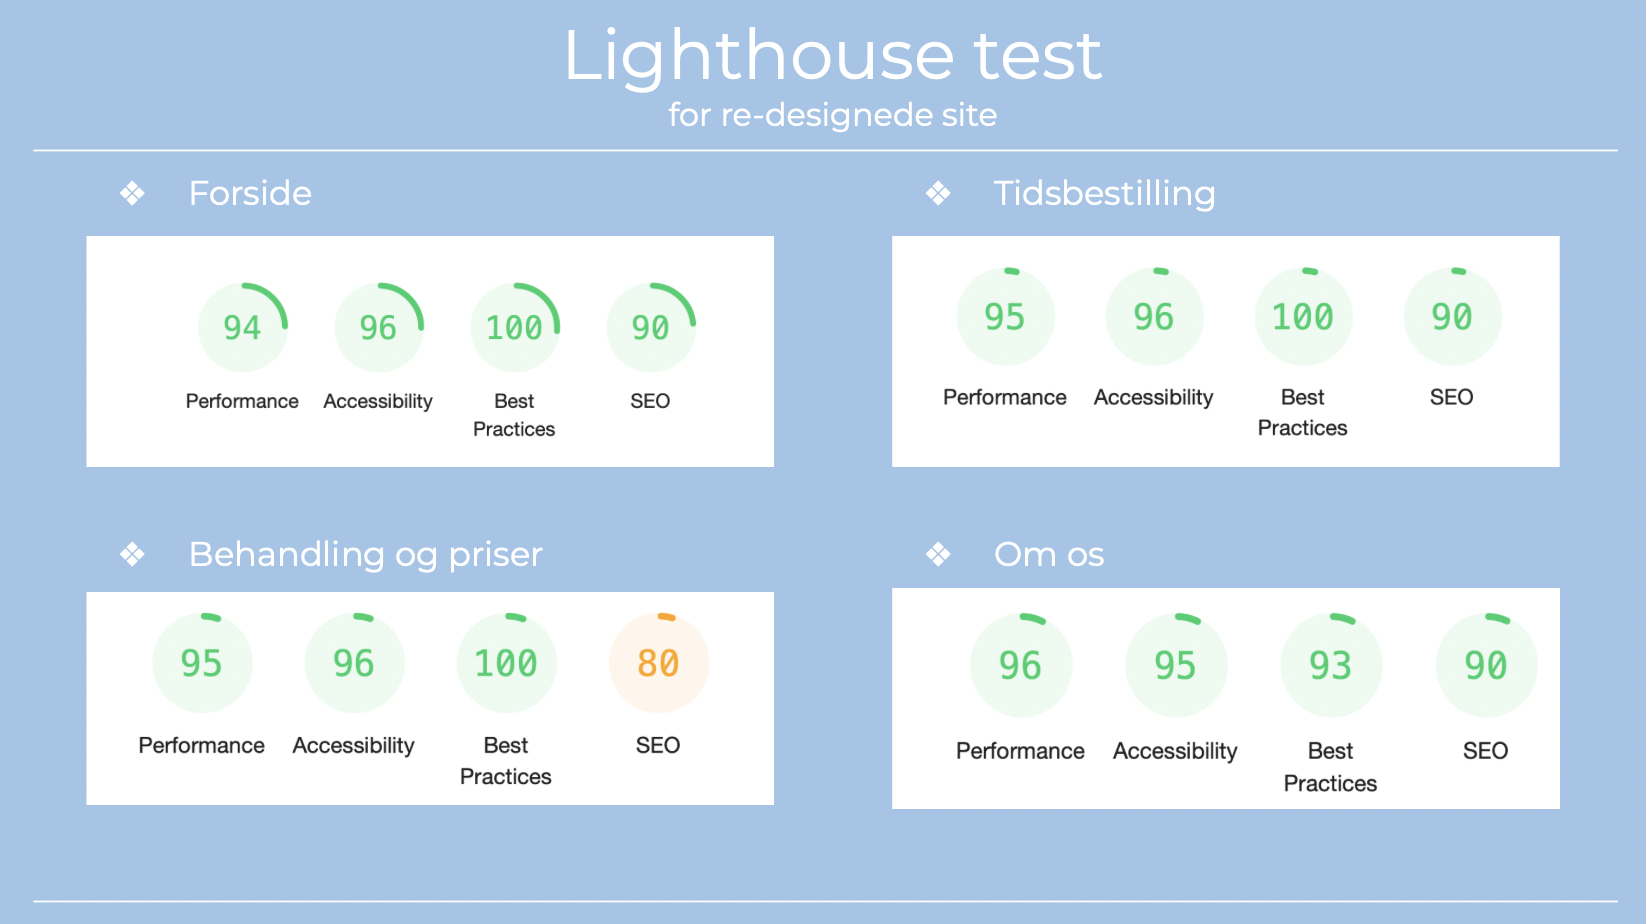 Lighthouse test
for re-designede site
❖ Forside
94 96 100 90
Performance Accessibility Best Practices SEO
❖ Tidsbestilling
95 96 100 90
Performance Accessibility Best Practices SEO
❖ Behandling og priser
95 96 100 80
Performance Accessibility Best Practices SEO
❖ Om os
96 95 93 90
Performance Accessibility Best Practices SEO